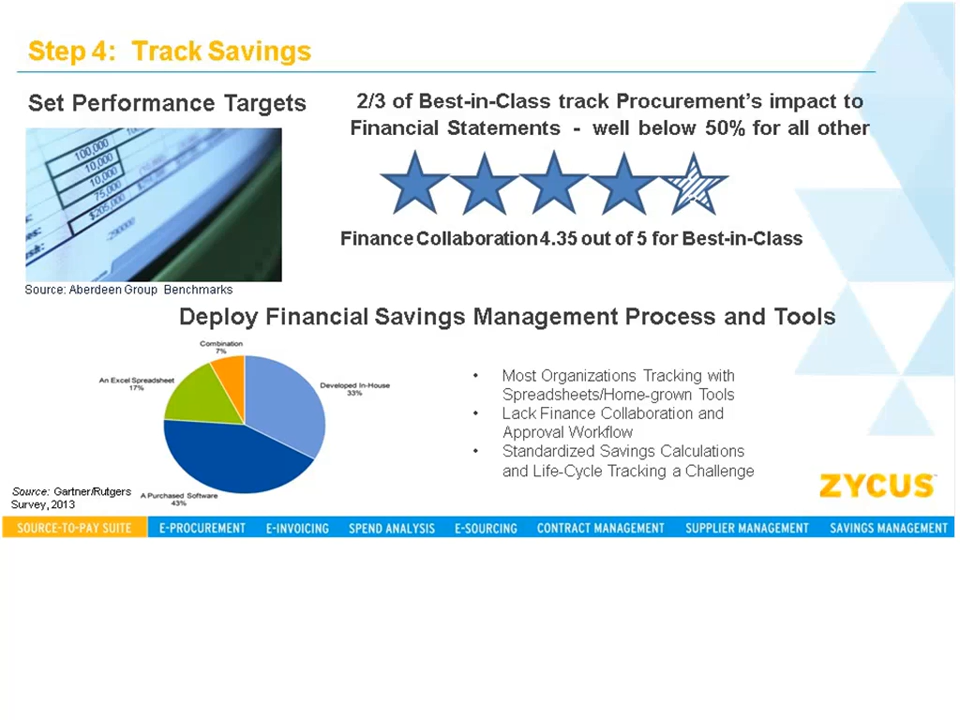 Step 4: Track Savings
Set Performance Targets
2/3 of Best-in-Class track Procurement's impact to
Financial Statements - well below 50% for all other
100,000
10,000
10,000
75,000
$205,000
-290000
Finance Collaboration 4.35 out of 5 for Best-in-Class
Source: Aberdeen Group Benchmarks
Deploy Financial Savings Management Process and Tools
Combination
7%
An Excel Spreadsheet
17%
Developed In-House
33%
A Purchased Software
43%
• Most Organizations Tracking with
Spreadsheets/Home-grown Tools
• Lack Finance Collaboration and
Approval Workflow
• Standardized Savings Calculations
and Life-Cycle Tracking a Challenge
Source: Gartner/Rutgers
Survey, 2013
ZYCUS™
SOURCE-TO-PAY SUITE E-PROCUREMENT E-INVOICING SPEND ANALYSIS E-SOURCING CONTRACT MANAGEMENT SUPPLIER MANAGEMENT SAVINGS MANAGEMENT